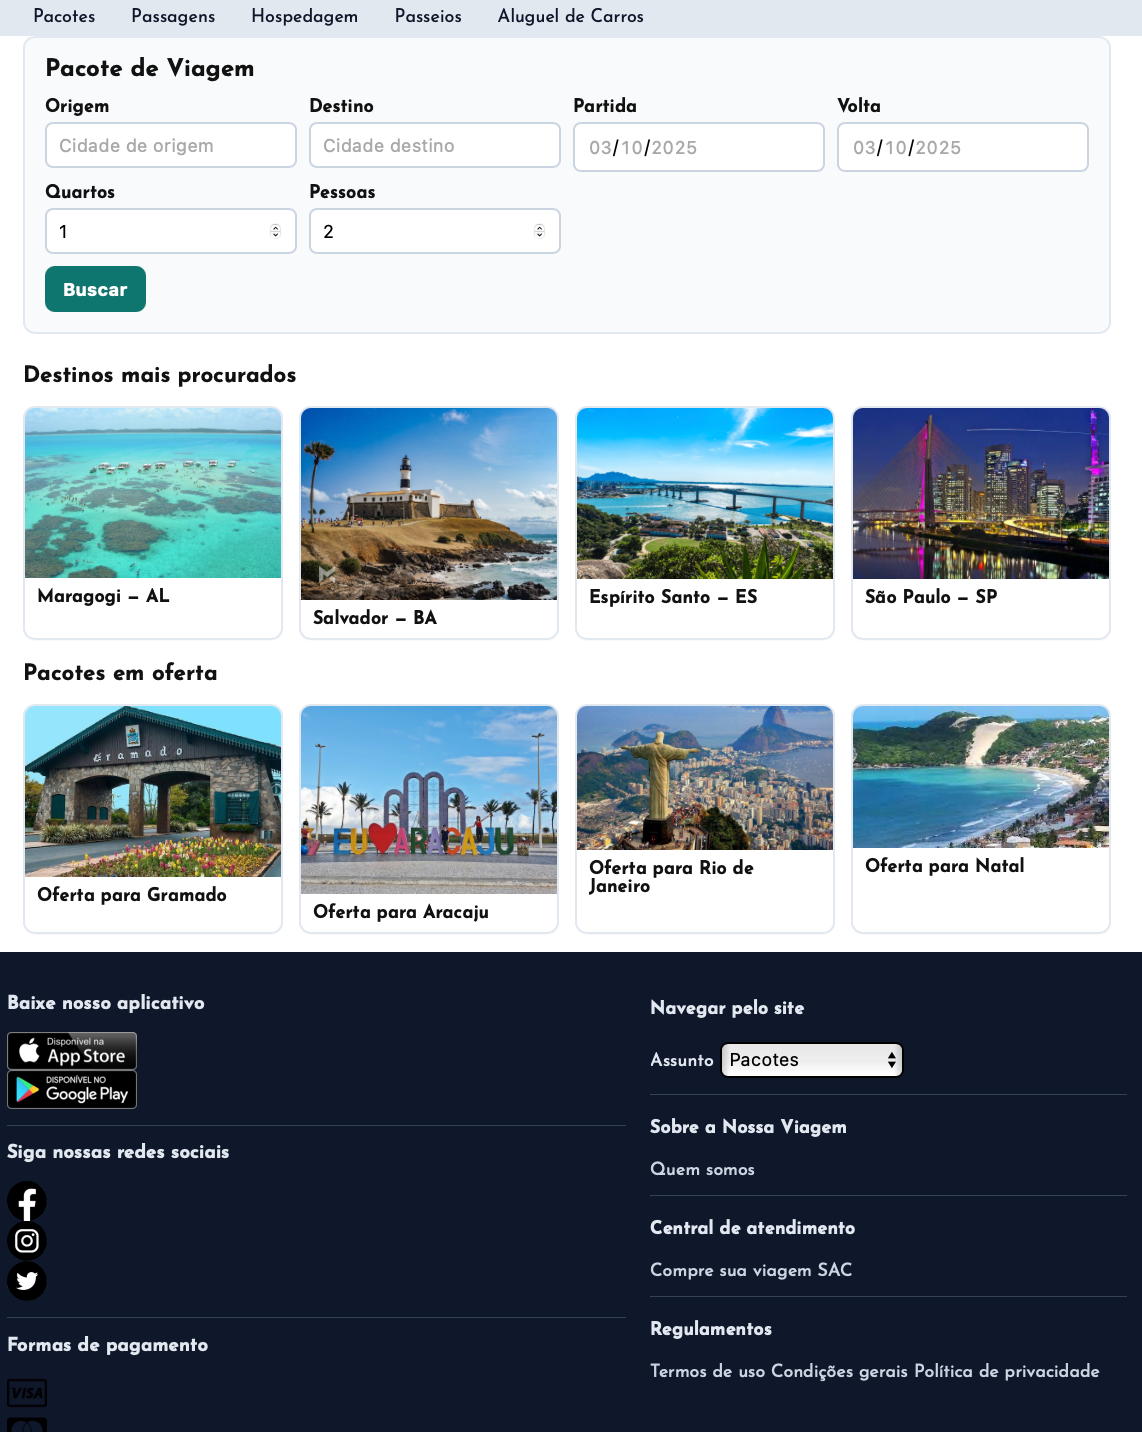 Pacotes Passagens Hospedagem Passeios Aluguel de Carros
Pacote de Viagem
Origem Destino Partida Volta
Cidade de origem Cidade destino 03/10/2025 03/10/2025
Quartos Pessoas
1 2
Buscar
Destinos mais procurados
Maragogi – AL
Salvador – BA
Espírito Santo – ES
São Paulo – SP
Pacotes em oferta
Gramado
EU ARACAJU
Oferta para Gramado
Oferta para Aracaju
Oferta para Rio de
Janeiro
Oferta para Natal
Baixe nosso aplicativo
Disponível na
App Store
DISPONÍVEL NO
Google Play
Siga nossas redes sociais
Formas de pagamento
VISA
Navegar pelo site
Assunto Pacotes
Sobre a Nossa Viagem
Quem somos
Central de atendimento
Compre sua viagem SAC
Regulamentos
Termos de uso Condições gerais Política de privacidade